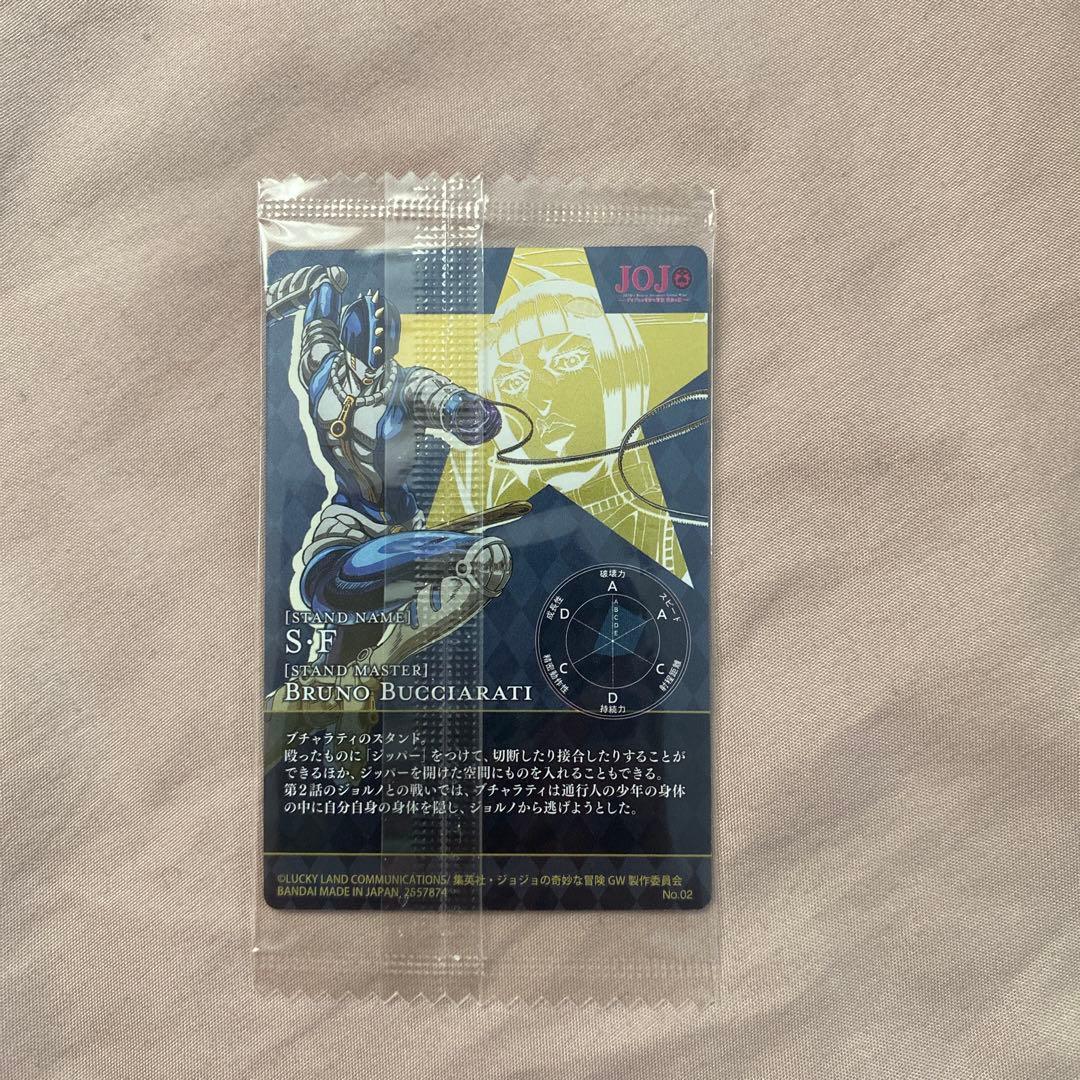 JOJO
[STAND NAME]
S・F
[STAND MASTER]
BRUNO BUCCIARATI
破壊力
A
スピード
A
射程距離
C
持続力
D
精密動作性
C
成長性
D
A
B
C
D
E
ブチャラティのスタンド。
殴ったものに「ジッパー」をつけて、切断したり接合したりすることが
できるほか、ジッパーを開けた空間にものを入れることもできる。
第2話のジョルノとの戦いでは、ブチャラティは通行人の少年の身体
の中に自分自身の身体を隠し、ジョルノから逃げようとした。
©LUCKY LAND COMMUNICATIONS/集英社・ジョジョの奇妙な冒険 GW 製作委員会
BANDAI MADE IN JAPAN, 2557874
No.02